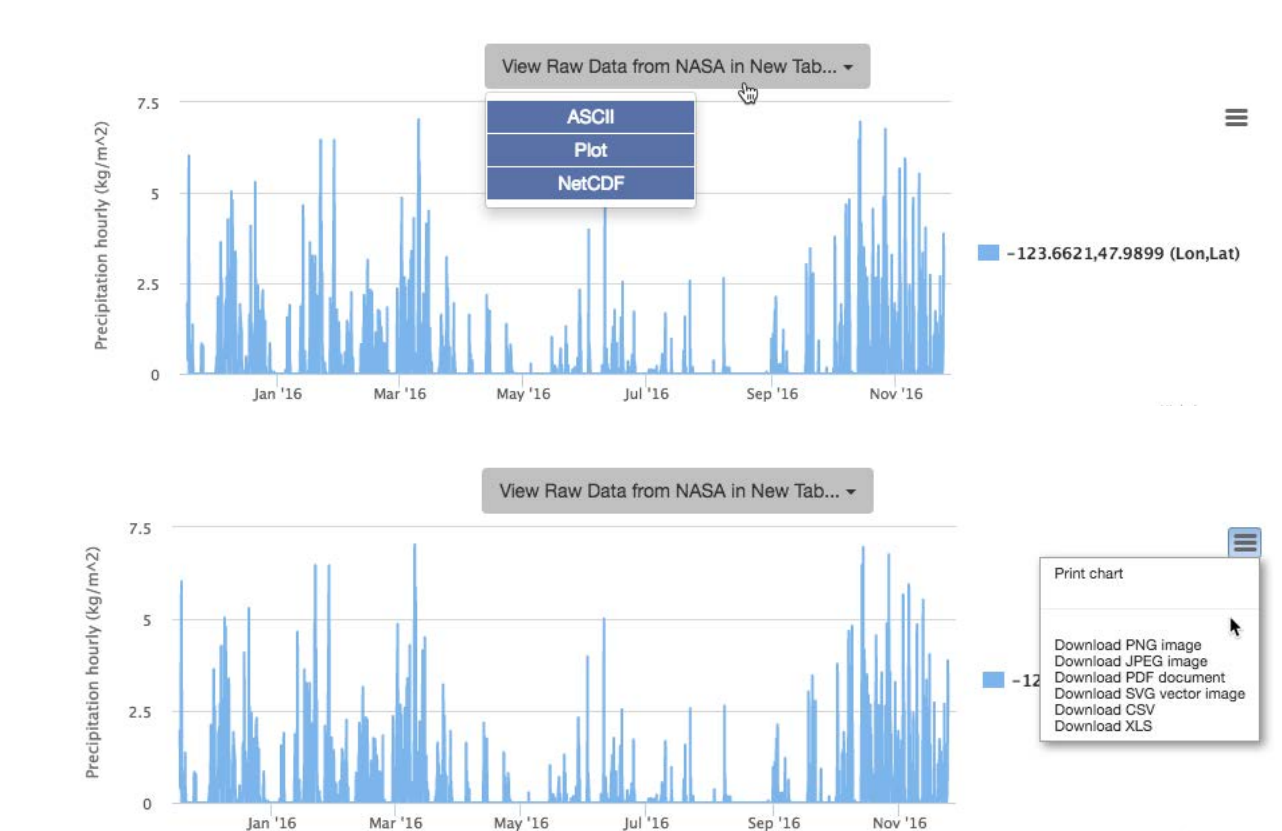 View Raw Data from NASA in New Tab...
ASCII
Plot
NetCDF
7.5
5
2.5
0
Precipitation hourly (kg/m^2)
Jan '16
Mar '16
May '16
Jul '16
Sep '16
Nov '16
-123.6621,47.9899 (Lon,Lat)
View Raw Data from NASA in New Tab...
7.5
5
2.5
0
Precipitation hourly (kg/m^2)
Jan '16
Mar '16
May '16
Jul '16
Sep '16
Nov '16
-12
Print chart
Download PNG image
Download JPEG image
Download PDF document
Download SVG vector image
Download CSV
Download XLS